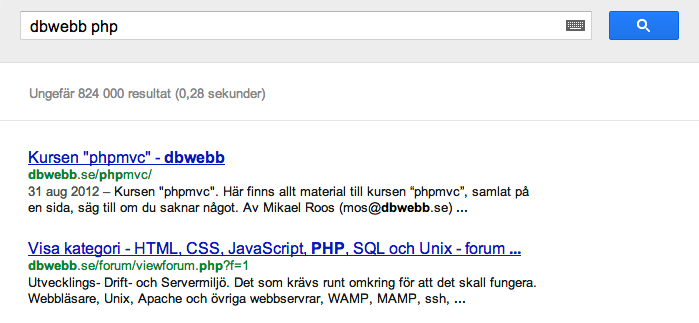 dbwebb php
Ungefär 824 000 resultat (0,28 sekunder)
Kursen "phpmvc" - dbwebb
dbwebb.se/phpmvc/
31 aug 2012 – Kursen "phpmvc". Här finns allt material till kursen “phpmvc”, samlat på
en sida, säg till om du saknar något. Av Mikael Roos (mos@dbwebb.se) ...
Visa kategori - HTML, CSS, JavaScript, PHP, SQL och Unix - forum ...
dbwebb.se/forum/viewforum.php?f=1
Utvecklings- Drift- och Servermiljö. Det som krävs runt omkring för att det skall fungera.
Webbläsare, Unix, Apache och övriga webbservrar, WAMP, MAMP, ssh, ...